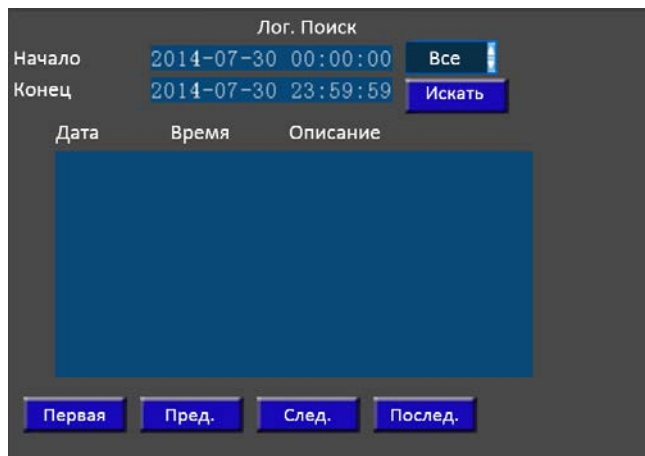 Лог. Поиск
Начало 2014-07-30 00:00:00 Все
Конец 2014-07-30 23:59:59 Искать
Дата Время Описание
Первая Пред. След. Послед.